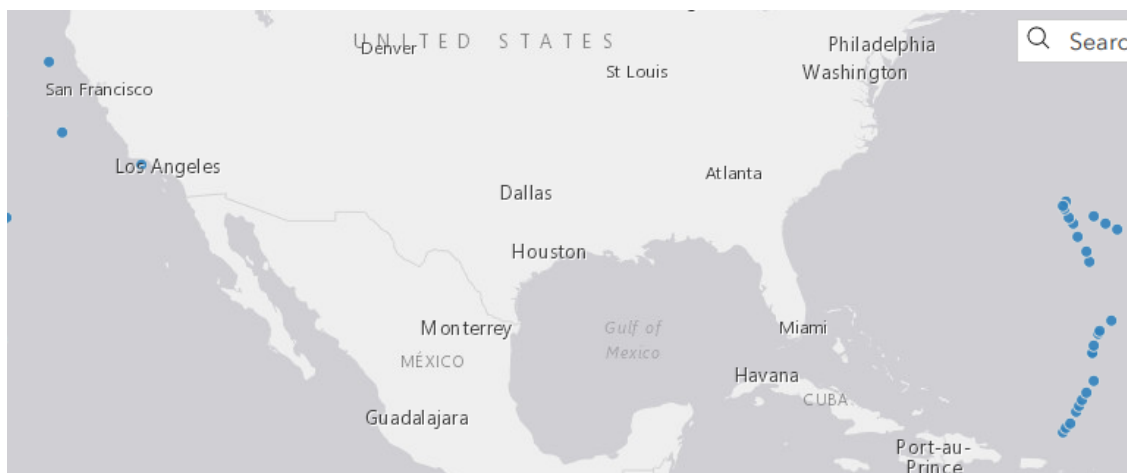 UNITED STATES
Denver
Philadelphia
Searc
St Louis
Washington
San Francisco
Los Angeles
Atlanta
Dallas
Houston
Monterrey
Gulf of
Mexico
Miami
MÉXICO
Havana
CUBA
Guadalajara
Port-au-
Prince